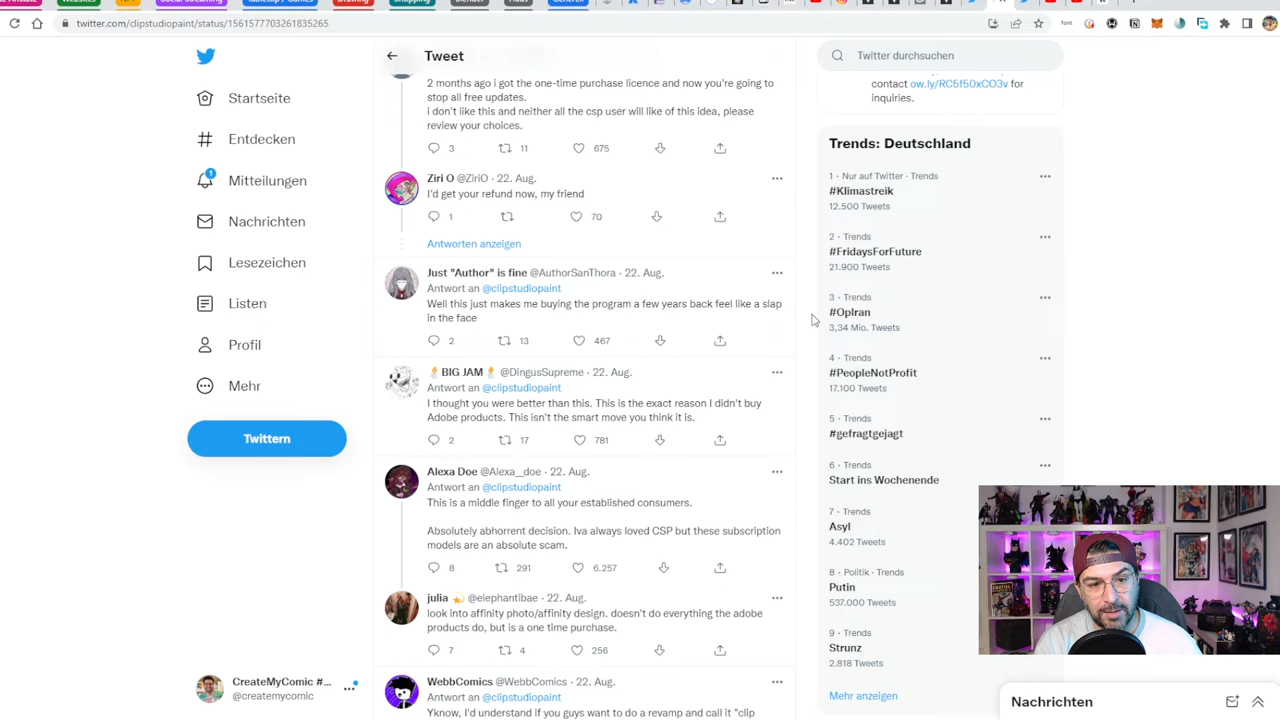 twitter.com/clipstudiopaint/status/1561577703261835265
font
Startseite
Entdecken
1
Mitteilungen
Nachrichten
Lesezeichen
Listen
Profil
Mehr
Twittern
CreateMyComic #...
@createmycomic
Tweet
2 months ago i got the one-time purchase licence and now you're going to
stop all free updates.
i don't like this and neither all the csp user will like of this idea, please
review your choices.
3 11 675
Ziri O @ZiriO · 22. Aug.
I'd get your refund now, my friend
1 70
Antworten anzeigen
Just "Author" is fine @AuthorSanThora · 22. Aug.
Antwort an @clipstudiopaint
Well this just makes me buying the program a few years back feel like a slap
in the face
2 13 467
BIG JAM @DingusSupreme · 22. Aug.
Antwort an @clipstudiopaint
I thought you were better than this. This is the exact reason I didn't buy
Adobe products. This isn't the smart move you think it is.
2 17 781
Alexa Doe @Alexa__doe · 22. Aug.
Antwort an @clipstudiopaint
This is a middle finger to all your established consumers.
Absolutely abhorrent decision. Iva always loved CSP but these subscription
models are an absolute scam.
8 291 6.257
julia @elephantibae · 22. Aug.
look into affinity photo/affinity design. doesn't do everything the adobe
products do, but is a one time purchase.
7 4 256
WebbComics @WebbComics · 22. Aug.
Antwort an @clipstudiopaint
Yknow, I'd understand if you guys want to do a revamp and call it "clip
Twitter durchsuchen
contact ow.ly/RC5f50xCO3v for
inquiries.
Trends: Deutschland
1 · Nur auf Twitter · Trends
#Klimastreik
12.500 Tweets
2 · Trends
#FridaysForFuture
21.900 Tweets
3 · Trends
#OpIran
3,34 Mio. Tweets
4 · Trends
#PeopleNotProfit
17.100 Tweets
5 · Trends
#gefragtgejagt
6 · Trends
Start ins Wochenende
7 · Trends
Asyl
4.402 Tweets
8 · Politik · Trends
Putin
537.000 Tweets
9 · Trends
Strunz
2.818 Tweets
Mehr anzeigen
Nachrichten